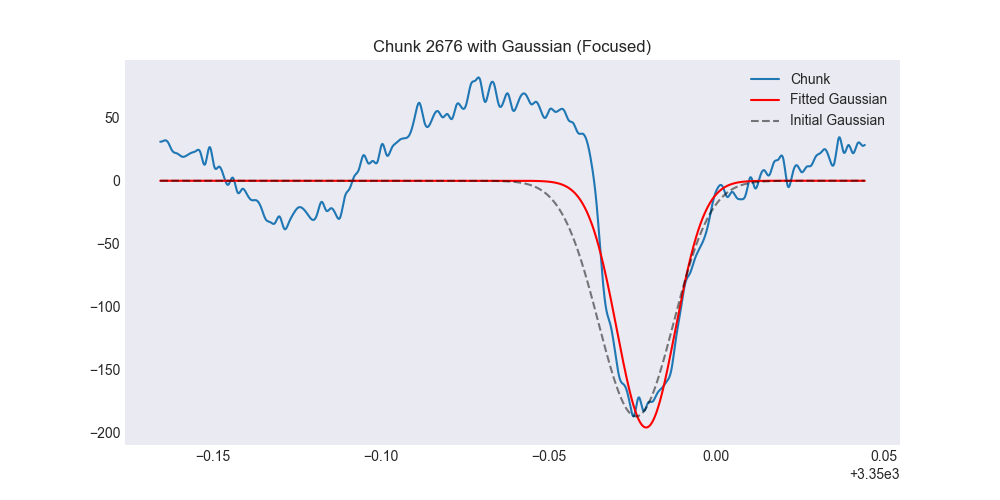 Chunk 2676 with Gaussian (Focused)
Chunk
Fitted Gaussian
Initial Gaussian
50
0
−50
−100
−150
−200
−0.15
−0.10
−0.05
0.00
0.05
+3.35e3